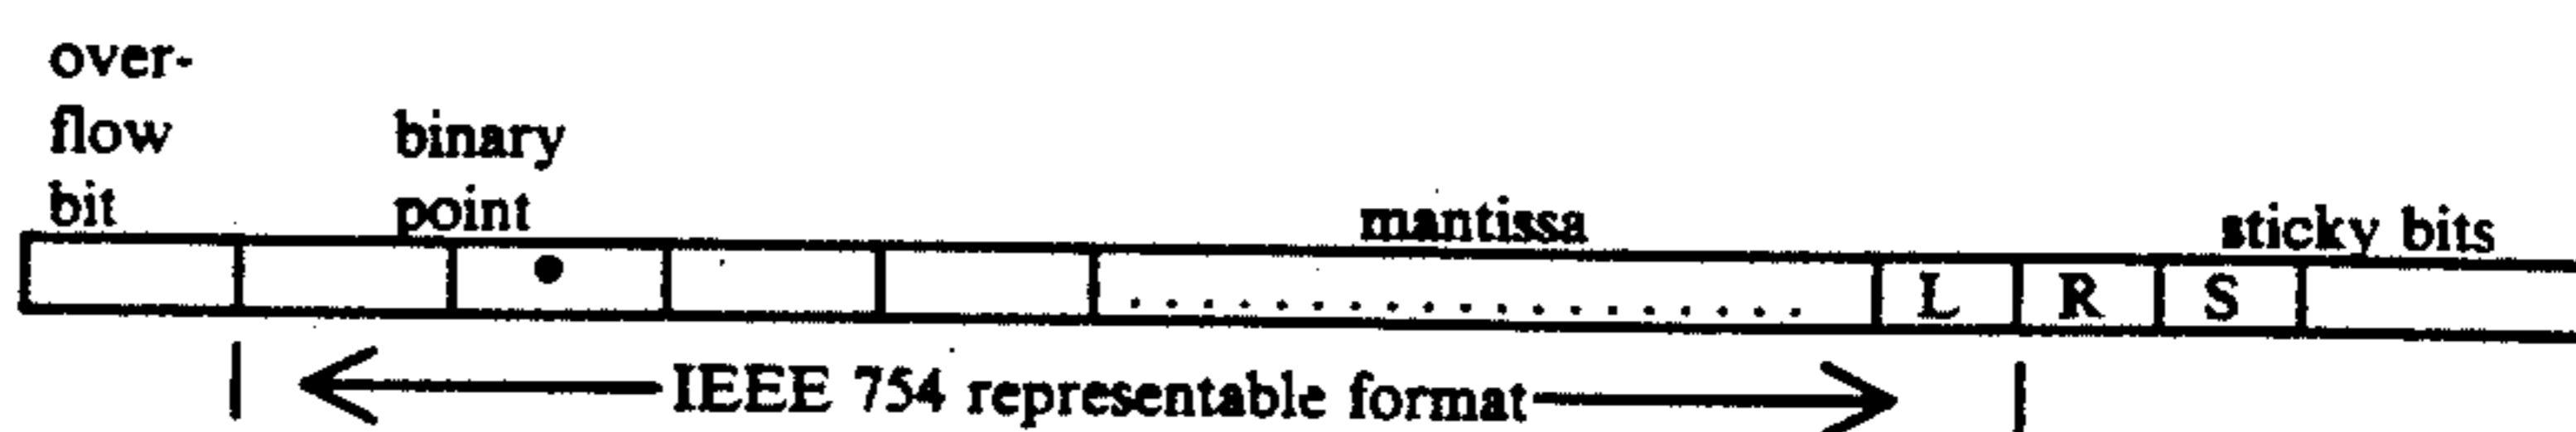 over-
flow
bit
binary
point
mantissa
sticky bits
L R S
IEEE 754 representable format